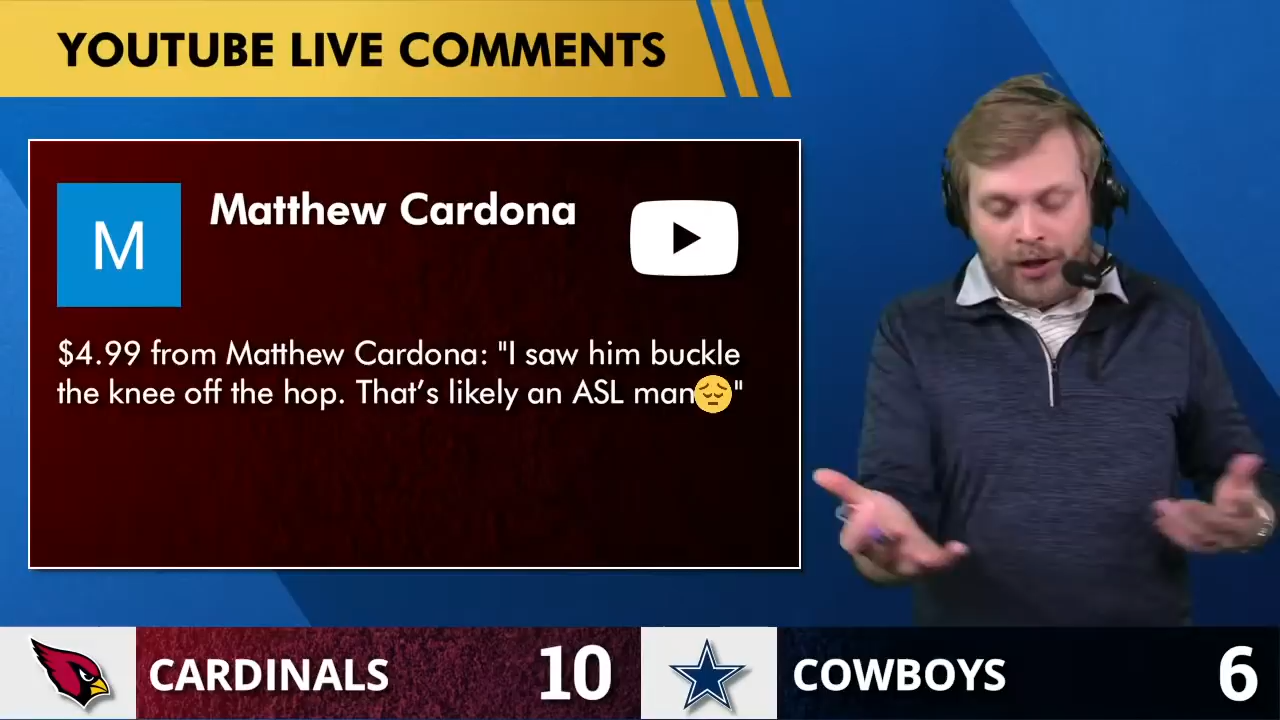 YOUTUBE LIVE COMMENTS
M
Matthew Cardona
$4.99 from Matthew Cardona: "I saw him buckle
the knee off the hop. That’s likely an ASL man😔"
CARDINALS 10 COWBOYS 6